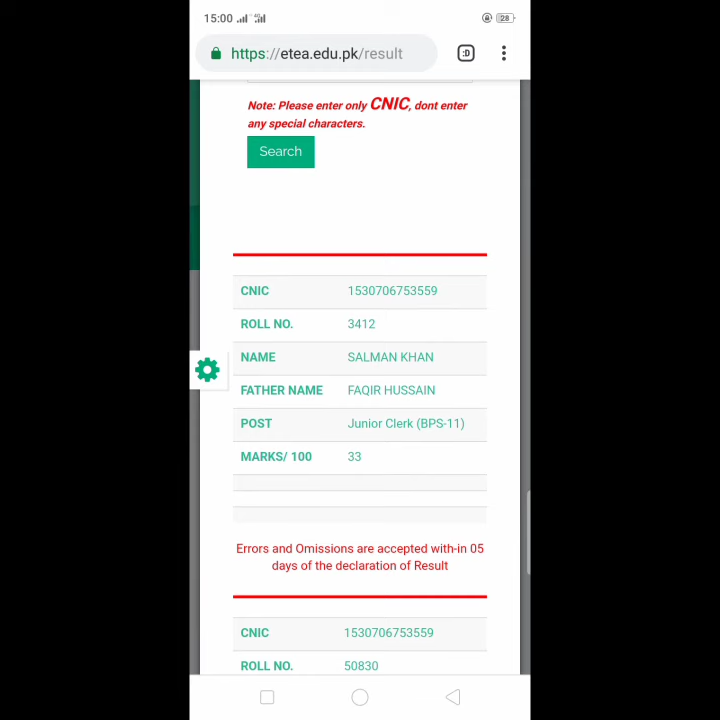 15:00
28
https://etea.edu.pk/result
:D
Note: Please enter only CNIC, dont enter
any special characters.
Search
CNIC 1530706753559
ROLL NO. 3412
NAME SALMAN KHAN
FATHER NAME FAQIR HUSSAIN
POST Junior Clerk (BPS-11)
MARKS/ 100 33
Errors and Omissions are accepted with-in 05
days of the declaration of Result
CNIC 1530706753559
ROLL NO. 50830